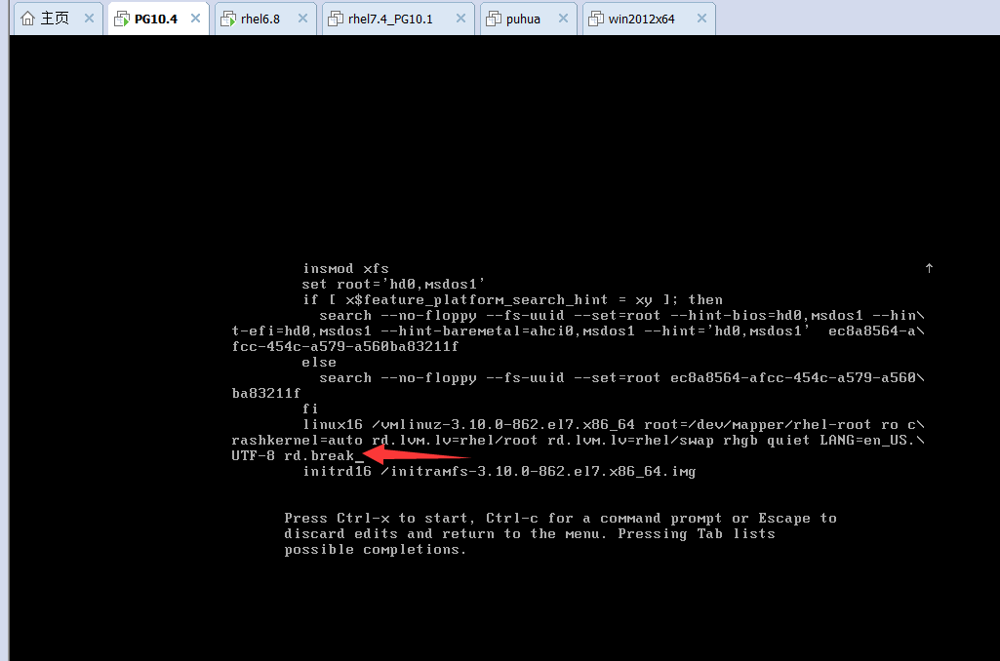 主页
PG10.4
rhel6.8
rhel7.4_PG10.1
puhua
win2012x64
insmod xfs
set root='hd0,msdos1'
if [ x$feature_platform_search_hint = xy ]; then
search --no-floppy --fs-uuid --set=root --hint-bios=hd0,msdos1 --hin\
t-efi=hd0,msdos1 --hint-baremetal=ahci0,msdos1 --hint='hd0,msdos1'  ec8a8564-a\
fcc-454c-a579-a560ba83211f
else
search --no-floppy --fs-uuid --set=root ec8a8564-afcc-454c-a579-a560\
ba83211f
fi
linux16 /vmlinuz-3.10.0-862.el7.x86_64 root=/dev/mapper/rhel-root ro c\
rashkernel=auto rd.lvm.lv=rhel/root rd.lvm.lv=rhel/swap rhgb quiet LANG=en_US.\
UTF-8 rd.break_
initrd16 /initramfs-3.10.0-862.el7.x86_64.img
Press Ctrl-x to start, Ctrl-c for a command prompt or Escape to
discard edits and return to the menu. Pressing Tab lists
possible completions.